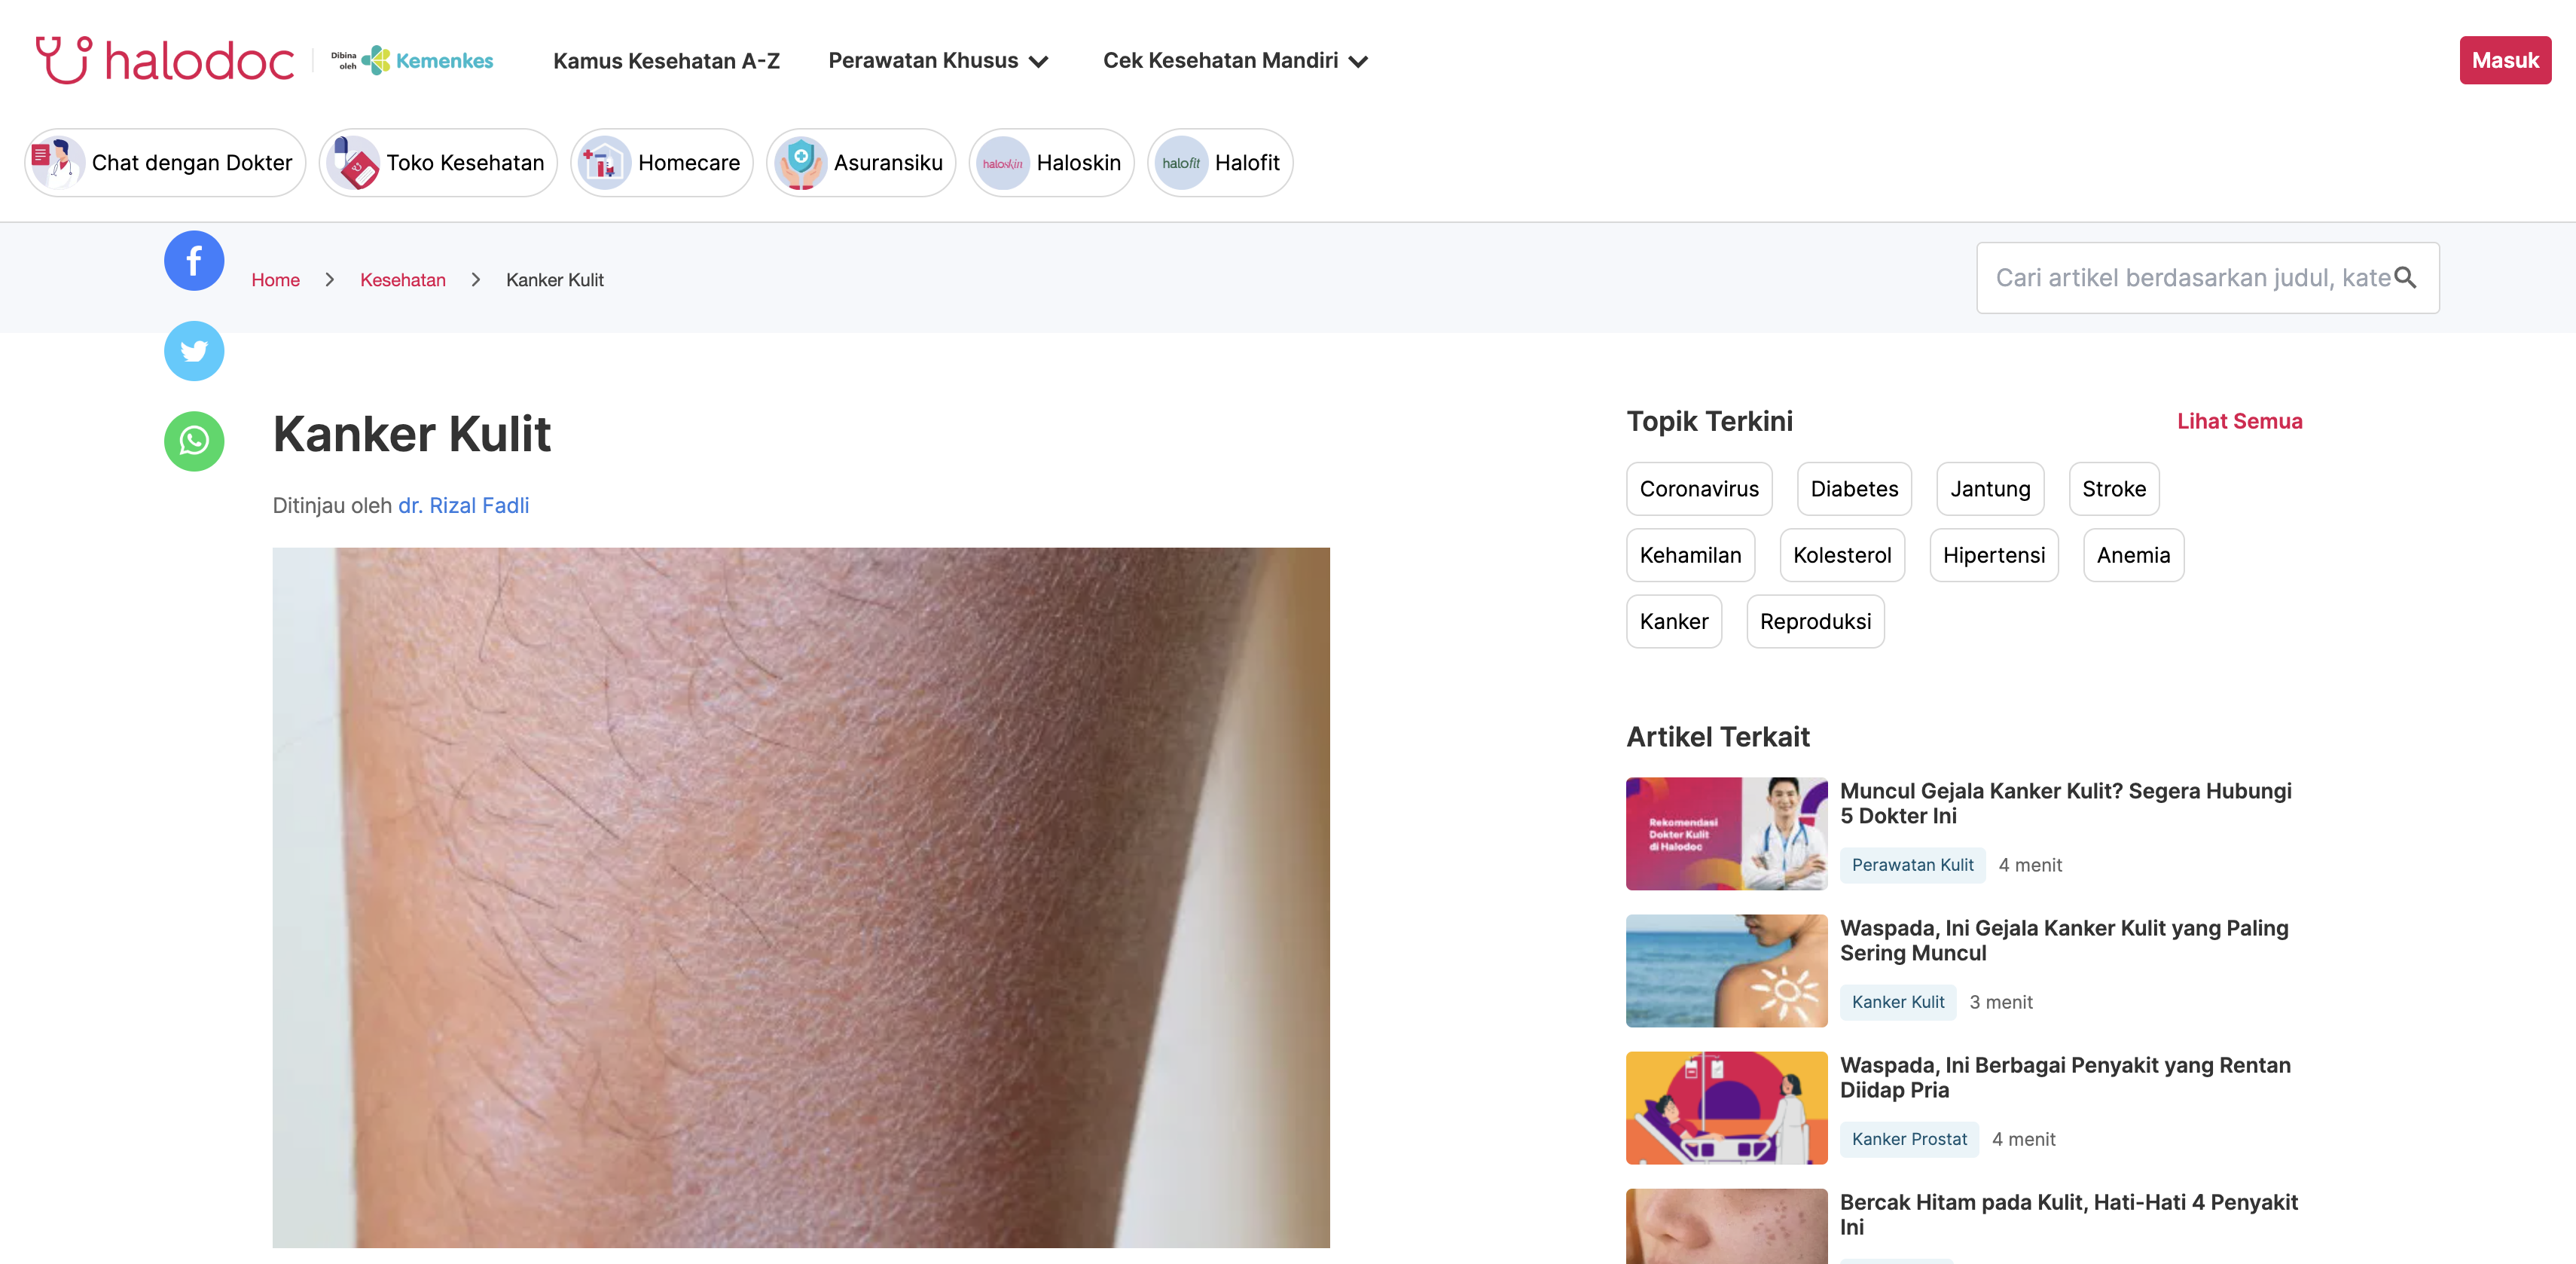 halodoc
Dibina oleh Kemenkes
Kamus Kesehatan A-Z
Perawatan Khusus
Cek Kesehatan Mandiri
Masuk
Chat dengan Dokter
Toko Kesehatan
Homecare
haloskin
Haloskin
halofit
Halofit
Asuransiku
Home > Kesehatan > Kanker Kulit
Cari artikel berdasarkan judul, kate
Kanker Kulit
Ditinjau oleh dr. Rizal Fadli
Topik Terkini
Lihat Semua
Coronavirus
Diabetes
Jantung
Stroke
Kehamilan
Kolesterol
Hipertensi
Anemia
Kanker
Reproduksi
Artikel Terkait
Rekomendasi
Dokter Kulit
di Halodoc
Muncul Gejala Kanker Kulit? Segera Hubungi
5 Dokter Ini
Perawatan Kulit 4 menit
Waspada, Ini Gejala Kanker Kulit yang Paling
Sering Muncul
Kanker Kulit 3 menit
Waspada, Ini Berbagai Penyakit yang Rentan
Diidap Pria
Kanker Prostat 4 menit
Bercak Hitam pada Kulit, Hati-Hati 4 Penyakit
Ini